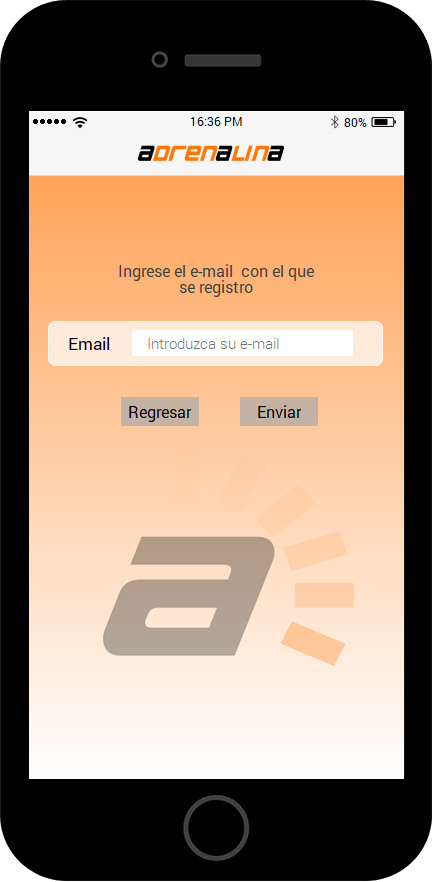 16:36 PM
80%
adrenalina
Ingrese el e-mail con el que
se registro
Email
Introduzca su e-mail
Regresar
Enviar
a